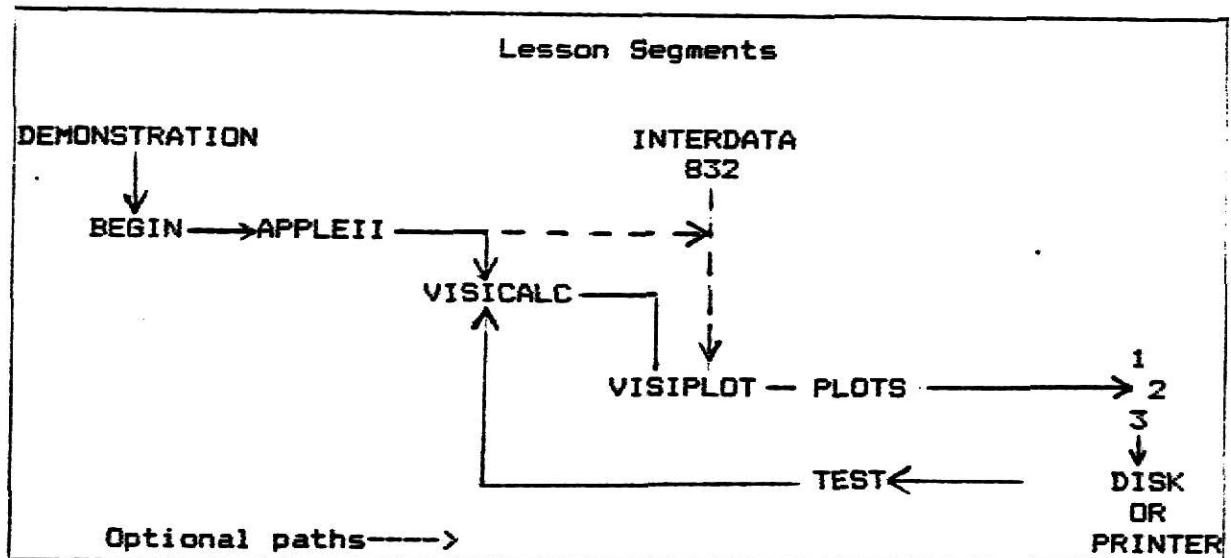 Lesson Segments
DEMONSTRATION
INTERDATA
832
BEGIN
APPLEII
VISICALC
VISIPLOT
PLOTS
1
2
3
TEST
DISK
OR
PRINTER
Optional paths---->